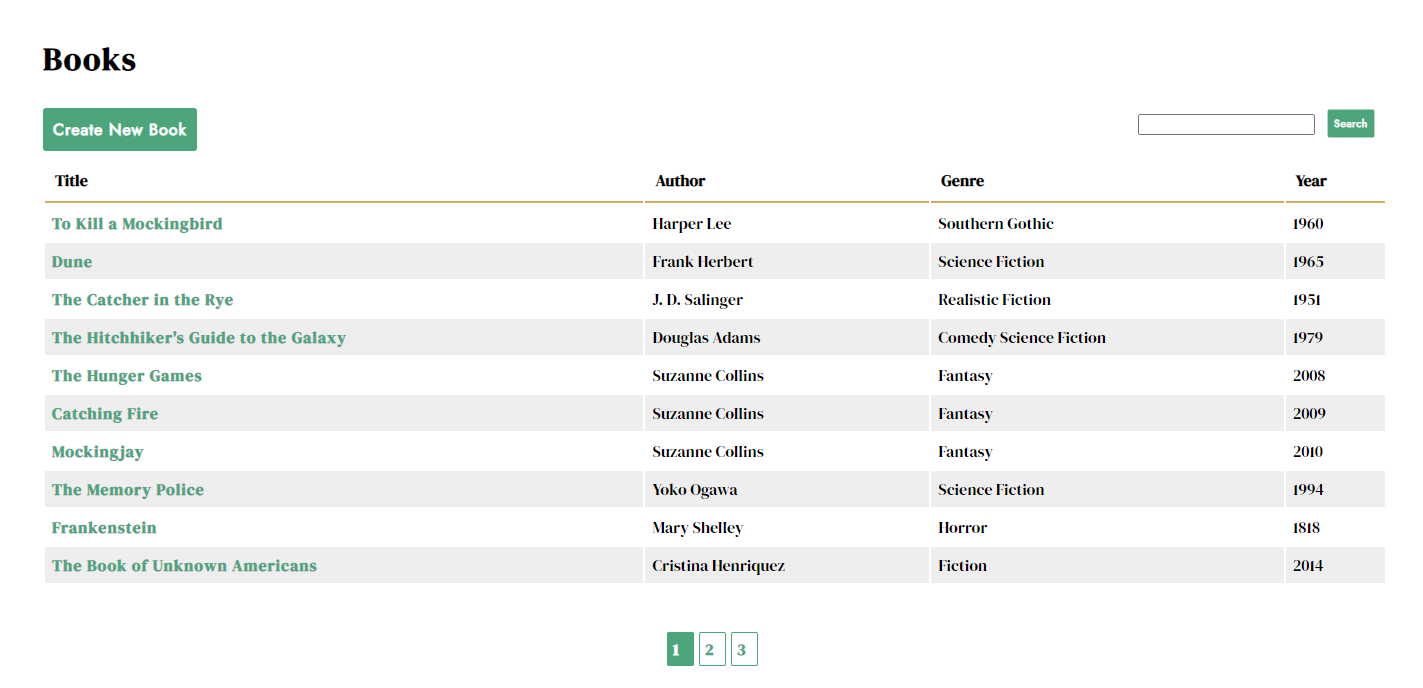 Books
Create New Book Search
Title Author Genre Year
To Kill a Mockingbird Harper Lee Southern Gothic 1960
Dune Frank Herbert Science Fiction 1965
The Catcher in the Rye J. D. Salinger Realistic Fiction 1951
The Hitchhiker's Guide to the Galaxy Douglas Adams Comedy Science Fiction 1979
The Hunger Games Suzanne Collins Fantasy 2008
Catching Fire Suzanne Collins Fantasy 2009
Mockingjay Suzanne Collins Fantasy 2010
The Memory Police Yoko Ogawa Science Fiction 1994
Frankenstein Mary Shelley Horror 1818
The Book of Unknown Americans Cristina Henriquez Fiction 2014
1 2 3